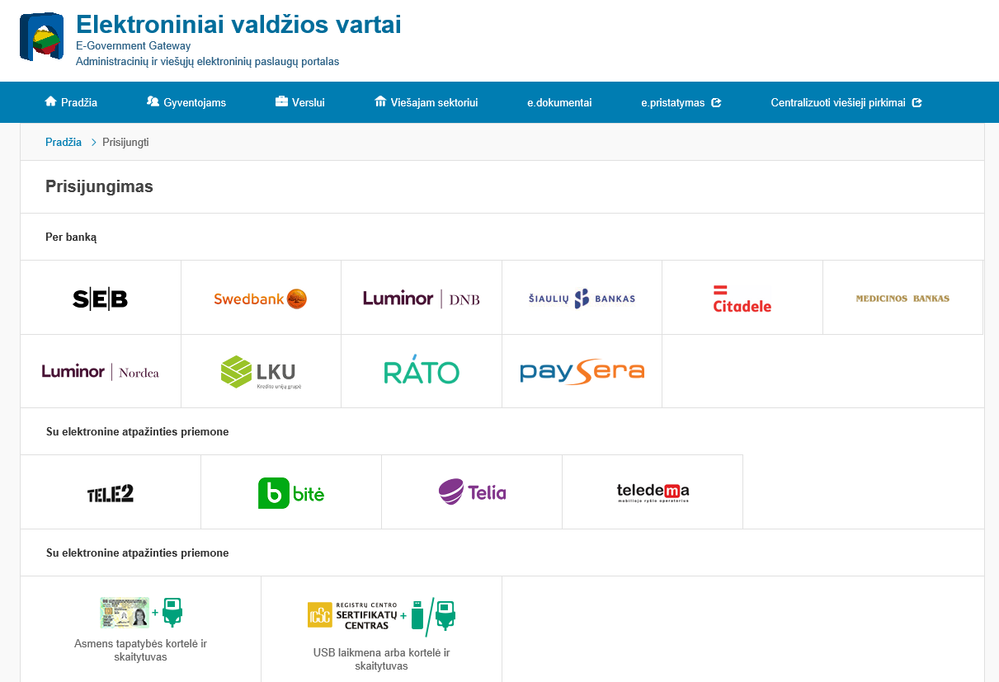 Elektroniniai valdžios vartai
E-Government Gateway
Administracinių ir viešųjų elektroninių paslaugų portalas
Pradžia Gyventojams Verslui Viešajam sektoriui e.dokumentai e.pristatymas Centralizuoti viešieji pirkimai
Pradžia > Prisijungti
Prisijungimas
Per banką
S|E|B Swedbank Luminor | DNB ŠIAULIŲ BANKAS Citadele MEDICINOS BANKAS
Luminor | Nordea LKU RÁTO paysera
Kredito unijų grupė
Su elektronine atpažinties priemone
TELE2 b bitė Telia teledema
mobiliojo ryšio operatorius
Su elektronine atpažinties priemone
REGISTRŲ CENTRO
+ SERTIFIKATŲ +
CENTRAS
Asmens tapatybės kortelė ir
skaitytuvas
USB laikmena arba kortelė ir
skaitytuvas